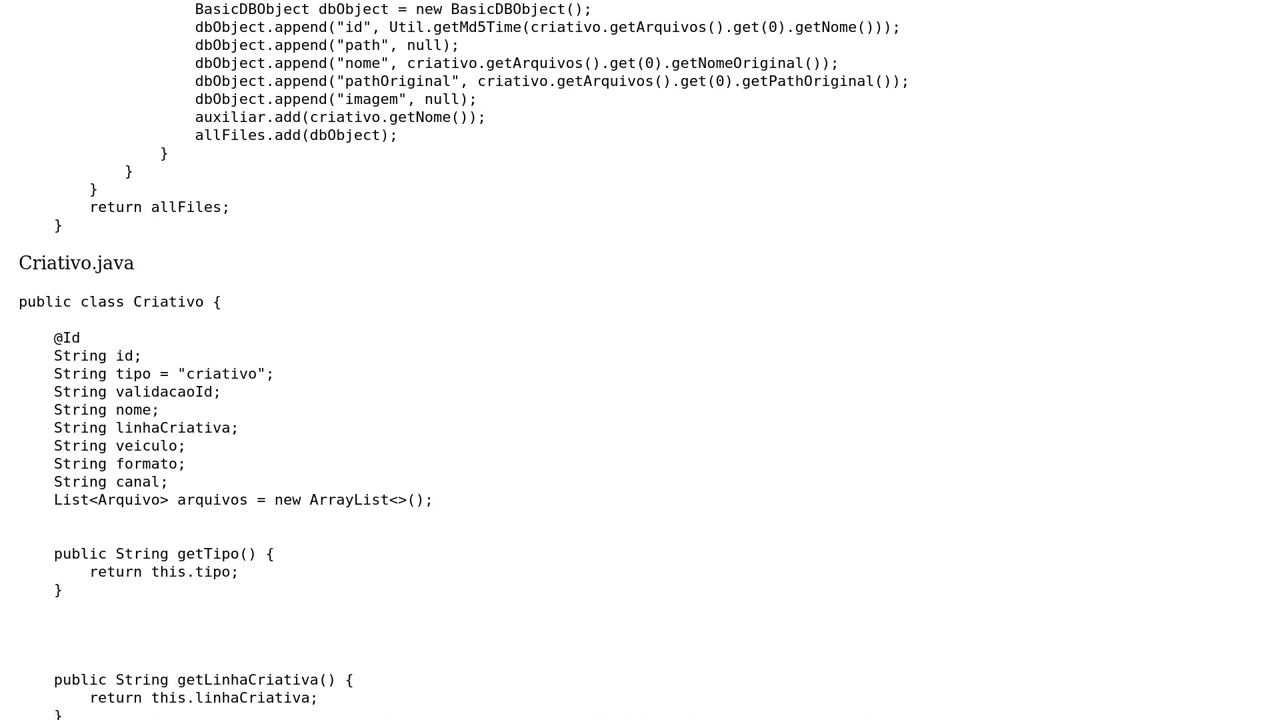 BasicDBObject dbObject = new BasicDBObject();
dbObject.append("id", Util.getMd5Time(criativo.getArquivos().get(0).getNome()));
dbObject.append("path", null);
dbObject.append("nome", criativo.getArquivos().get(0).getNomeOriginal());
dbObject.append("pathOriginal", criativo.getArquivos().get(0).getPathOriginal());
dbObject.append("imagem", null);
auxiliar.add(criativo.getNome());
allFiles.add(dbObject);
}
}
}
return allFiles;
}
Criativo.java
public class Criativo {
@Id
String id;
String tipo = "criativo";
String validacaoId;
String nome;
String linhaCriativa;
String veiculo;
String formato;
String canal;
List<Arquivo> arquivos = new ArrayList<>();
public String getTipo() {
return this.tipo;
}
public String getLinhaCriativa() {
return this.linhaCriativa;
}